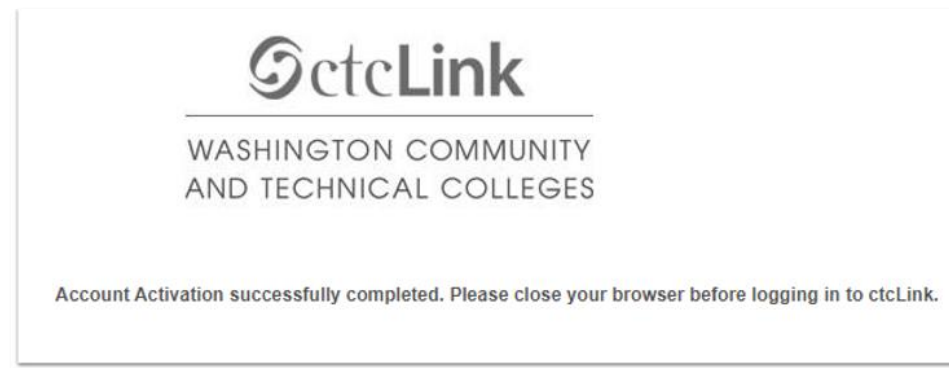 ctcLink
WASHINGTON COMMUNITY
AND TECHNICAL COLLEGES
Account Activation successfully completed. Please close your browser before logging in to ctcLink.